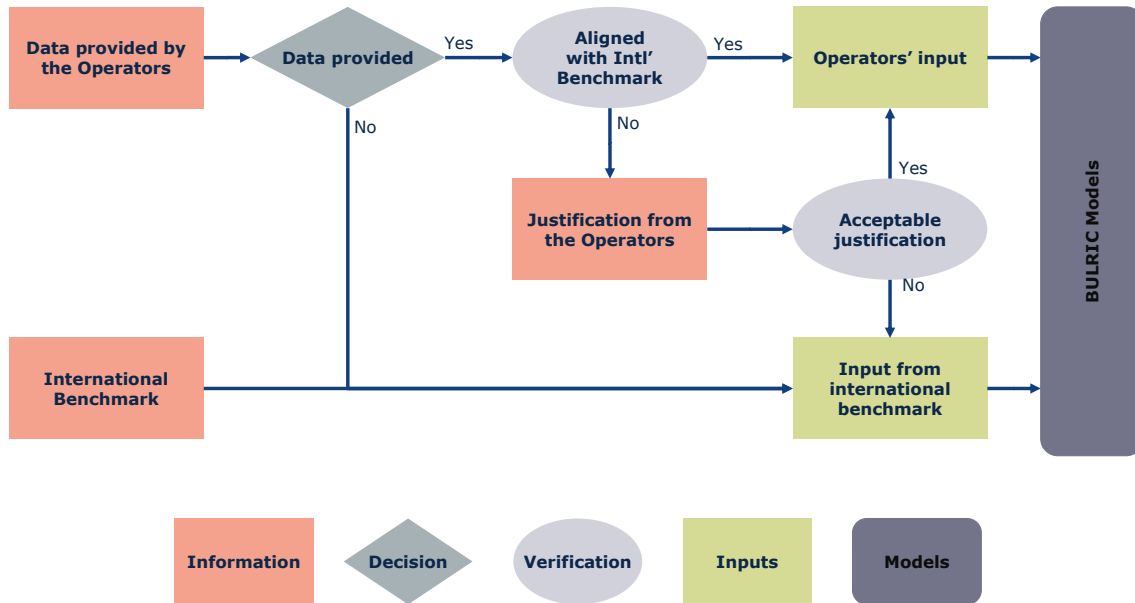 Data provided by
the Operators
Data provided
Yes
Aligned
with Intl’
Benchmark
Yes
Operators’ input
No
No
Yes
Justification from
the Operators
Acceptable
justification
BULRIC Models
No
International
Benchmark
Input from
international
benchmark
Information
Decision
Verification
Inputs
Models